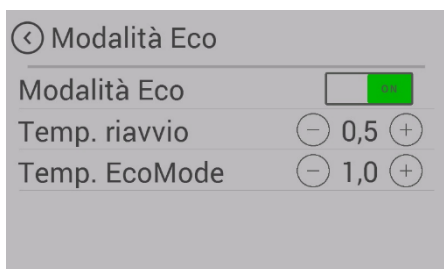 Modalità Eco
Modalità Eco ON
Temp. riavvio - 0,5 +
Temp. EcoMode - 1,0 +